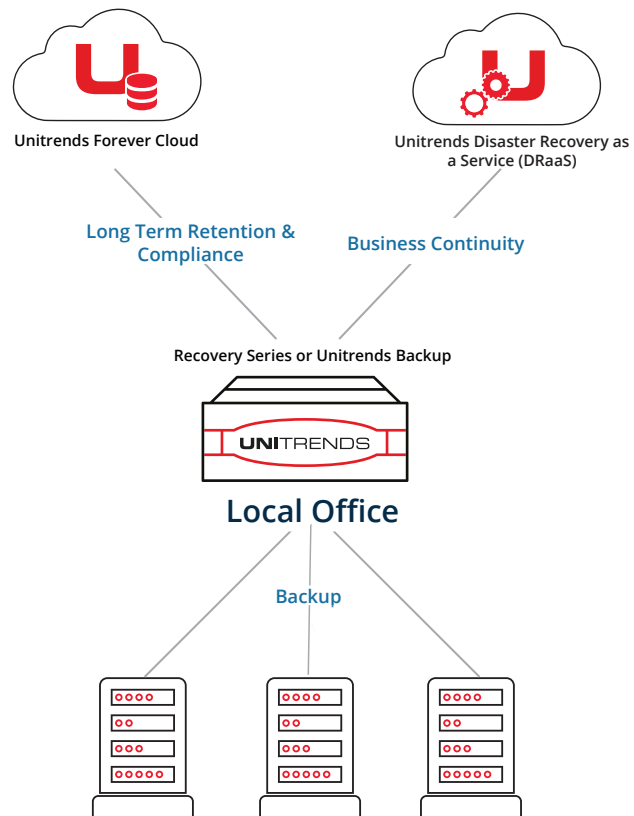 Unitrends Forever Cloud
Unitrends Disaster Recovery as
a Service (DRaaS)
Long Term Retention &
Compliance
Business Continuity
Recovery Series or Unitrends Backup
UNITRENDS
Local Office
Backup